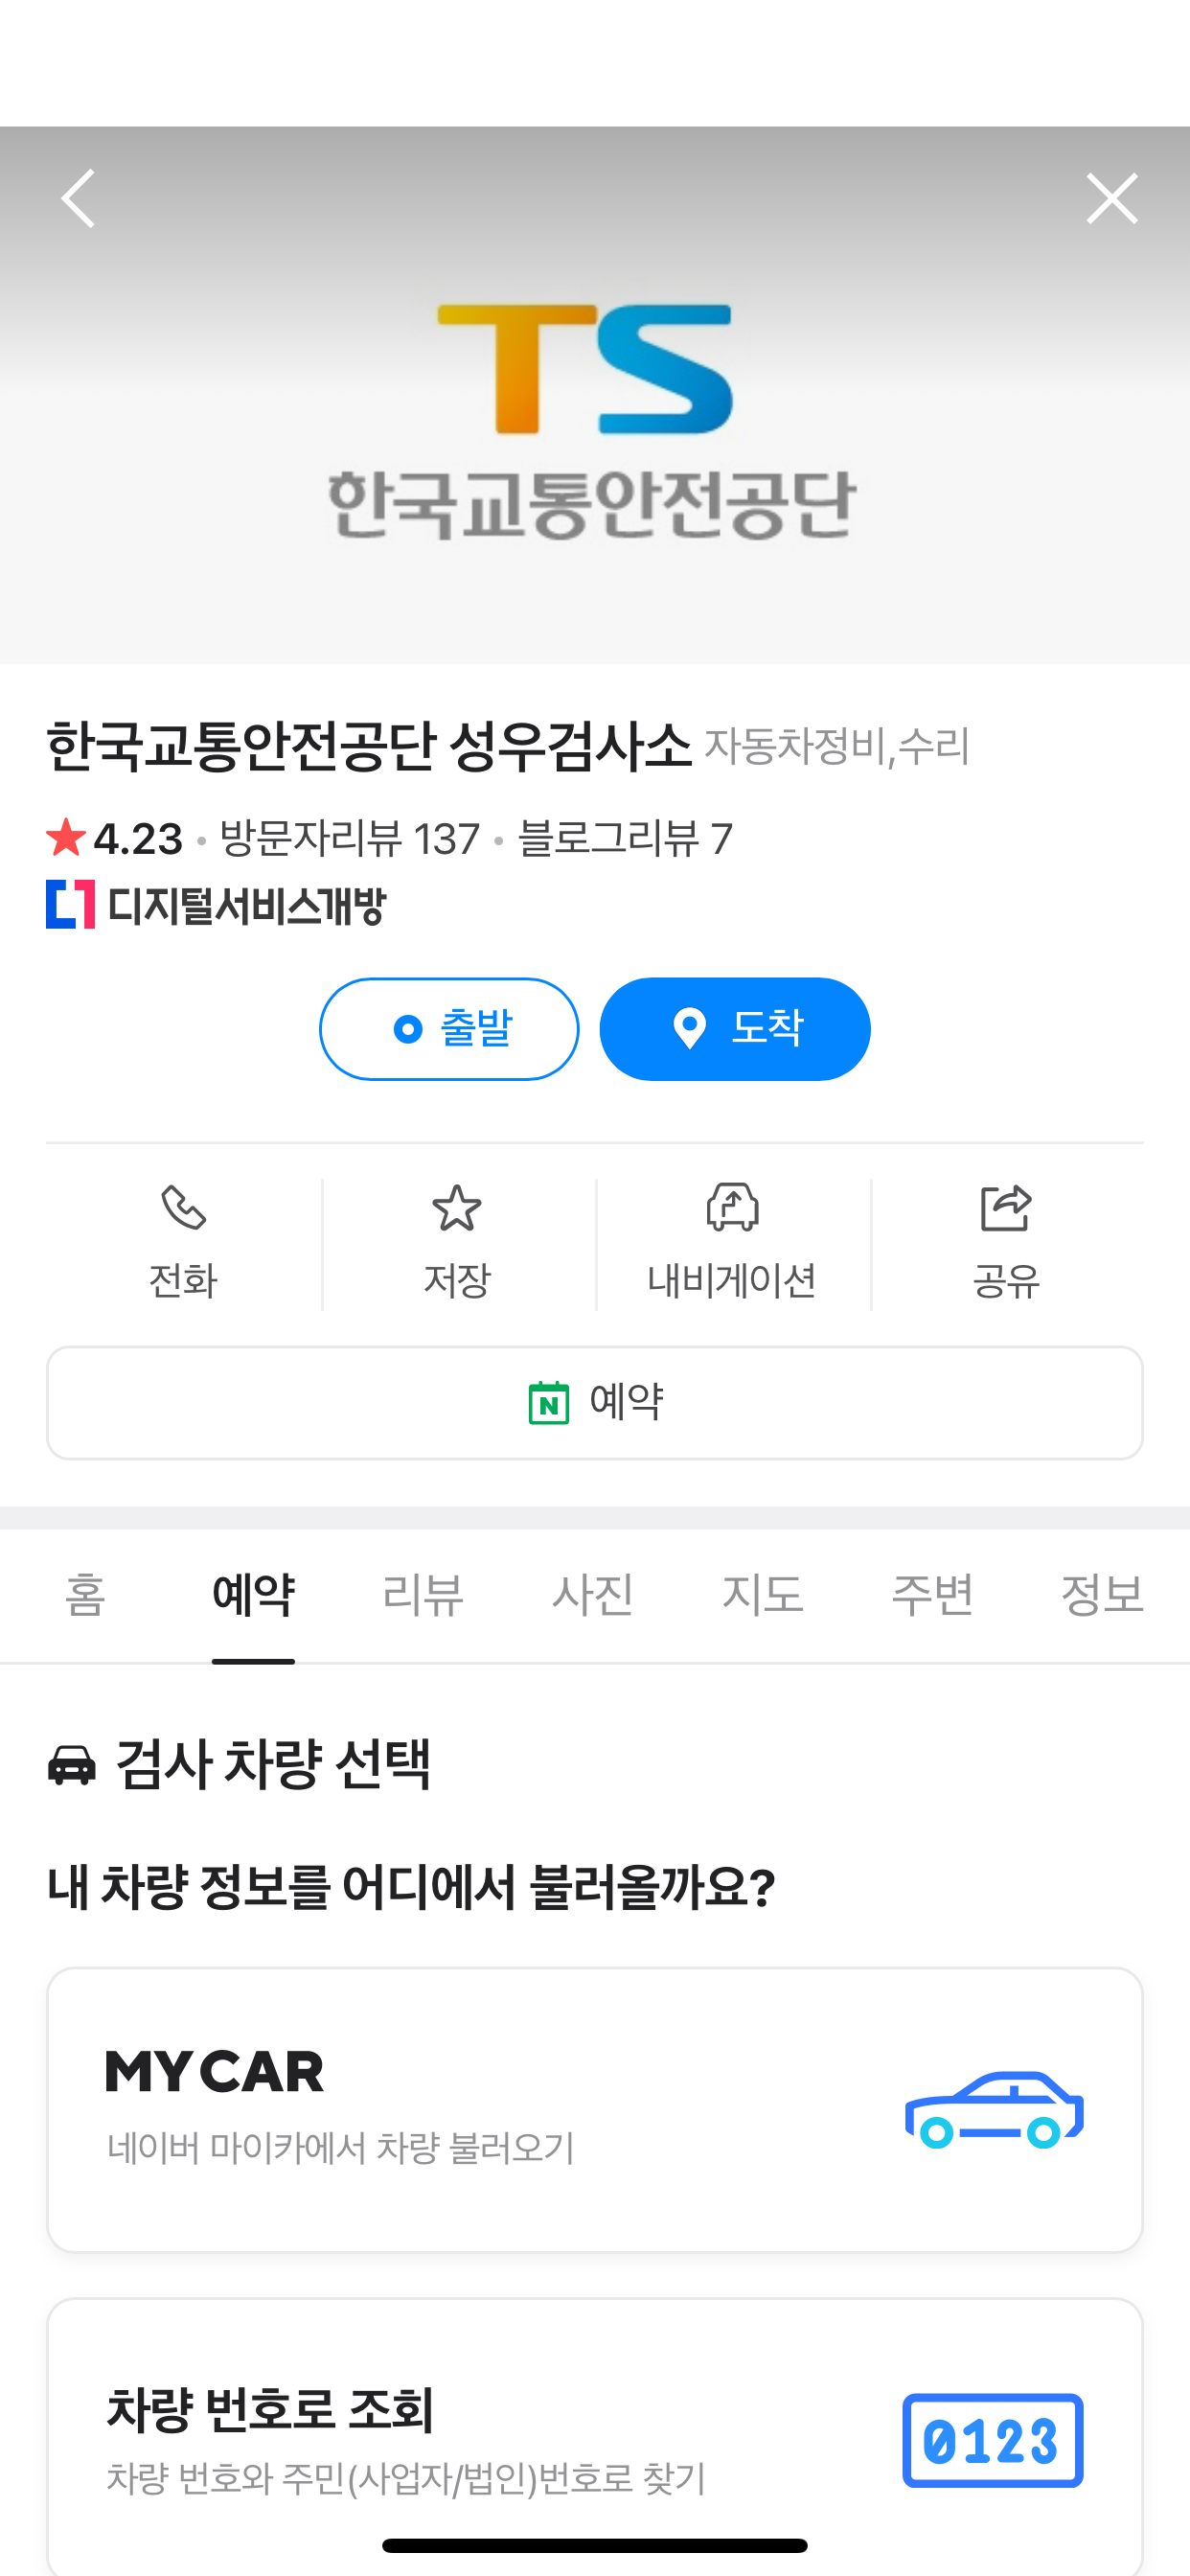 TS
한국교통안전공단
한국교통안전공단 성우검사소 자동차정비,수리
4.23 • 방문자리뷰 137 • 블로그리뷰 7
디지털서비스개방
출발 도착
전화 저장 내비게이션 공유
N 예약
홈 예약 리뷰 사진 지도 주변 정보
검사 차량 선택
내 차량 정보를 어디에서 불러올까요?
MY CAR
네이버 마이카에서 차량 불러오기
차량 번호로 조회
차량 번호와 주민(사업자/법인)번호로 찾기
0123